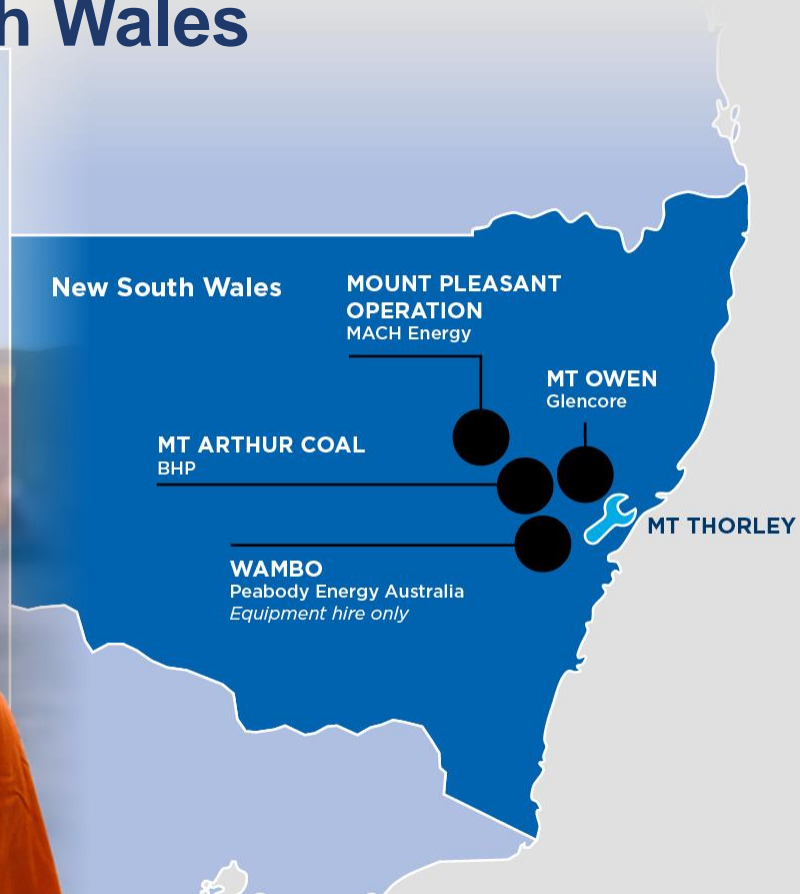 h Wales
New South Wales
MOUNT PLEASANT
OPERATION
MACH Energy
MT OWEN
Glencore
MT ARTHUR COAL
BHP
MT THORLEY
WAMBO
Peabody Energy Australia
Equipment hire only